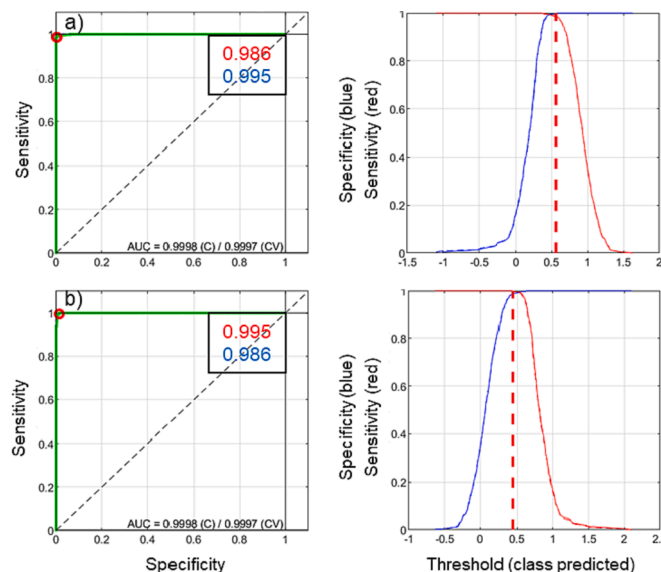 a)
0.986
0.995
1
0.8
0.6
0.4
0.2
0
Sensitivity
AUC = 0.9998 (C) / 0.9997 (CV)
0 0.2 0.4 0.6 0.8 1
1
0.8
0.6
0.4
0.2
0
Specificity (blue)
Sensitivity (red)
-1.5 -1 -0.5 0 0.5 1 1.5 2
b)
0.995
0.986
1
0.8
0.6
0.4
0.2
0
Sensitivity
AUC = 0.9998 (C) / 0.9997 (CV)
0 0.2 0.4 0.6 0.8 1
Specificity
1
0.8
0.6
0.4
0.2
0
Specificity (blue)
Sensitivity (red)
-1 -0.5 0 0.5 1 1.5 2
Threshold (class predicted)